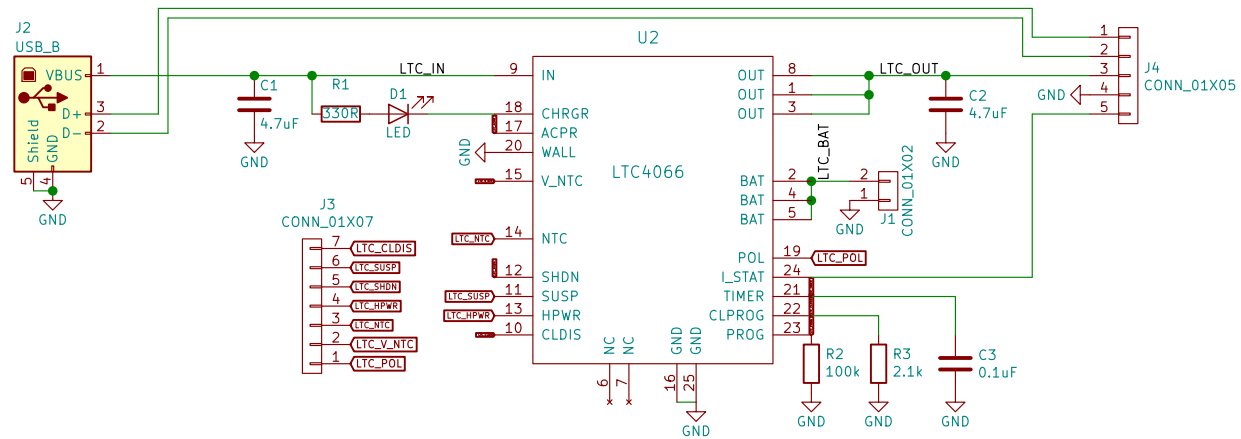 J2
USB_B
VBUS 1
D+ 3
D- 2
Shield
GND
5
4
GND
C1
4.7uF
GND
R1
330R
D1
LED
LTC_IN
U2
LTC4066
9 IN
18 CHRGR
17 ACPR
20 WALL
GND
15 V_NTC
14 NTC
LTC_NTC
12 SHDN
11 SUSP
LTC_SUSP
13 HPWR
LTC_HPWR
10 CLDIS
NC
NC
GND
GND
6
7
16
25
GND
OUT 8
OUT 1
OUT 3
BAT 2
BAT 4
BAT 5
POL 19
LTC_POL
I_STAT 24
TIMER 21
CLPROG 22
PROG 23
LTC_OUT
LTC_BAT
C2
4.7uF
GND
2
1
J1
CONN_01X02
GND
1
2
3
4
5
GND
J4
CONN_01X05
R2
100k
GND
R3
2.1k
GND
C3
0.1uF
GND
J3
CONN_01X07
7 LTC_CLDIS
6 LTC_SUSP
5 LTC_SHDN
4 LTC_HPWR
3 LTC_NTC
2 LTC_V_NTC
1 LTC_POL